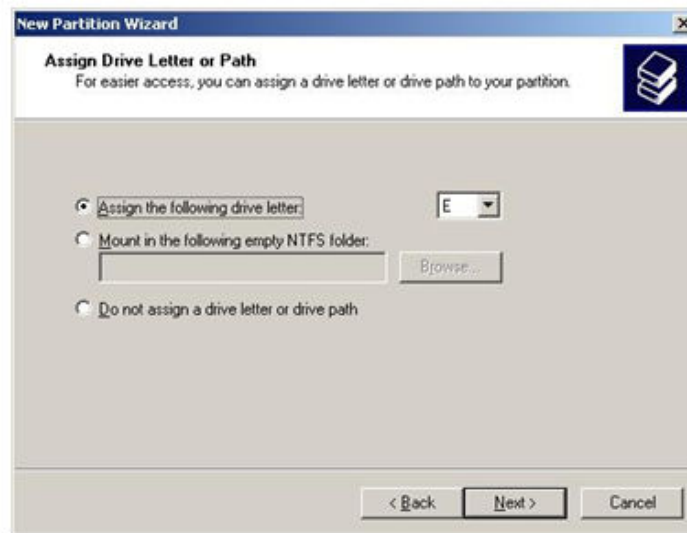 New Partition Wizard
Assign Drive Letter or Path
For easier access, you can assign a drive letter or drive path to your partition.
Assign the following drive letter: E
Mount in the following empty NTFS folder:
Browse...
Do not assign a drive letter or drive path
< Back Next > Cancel